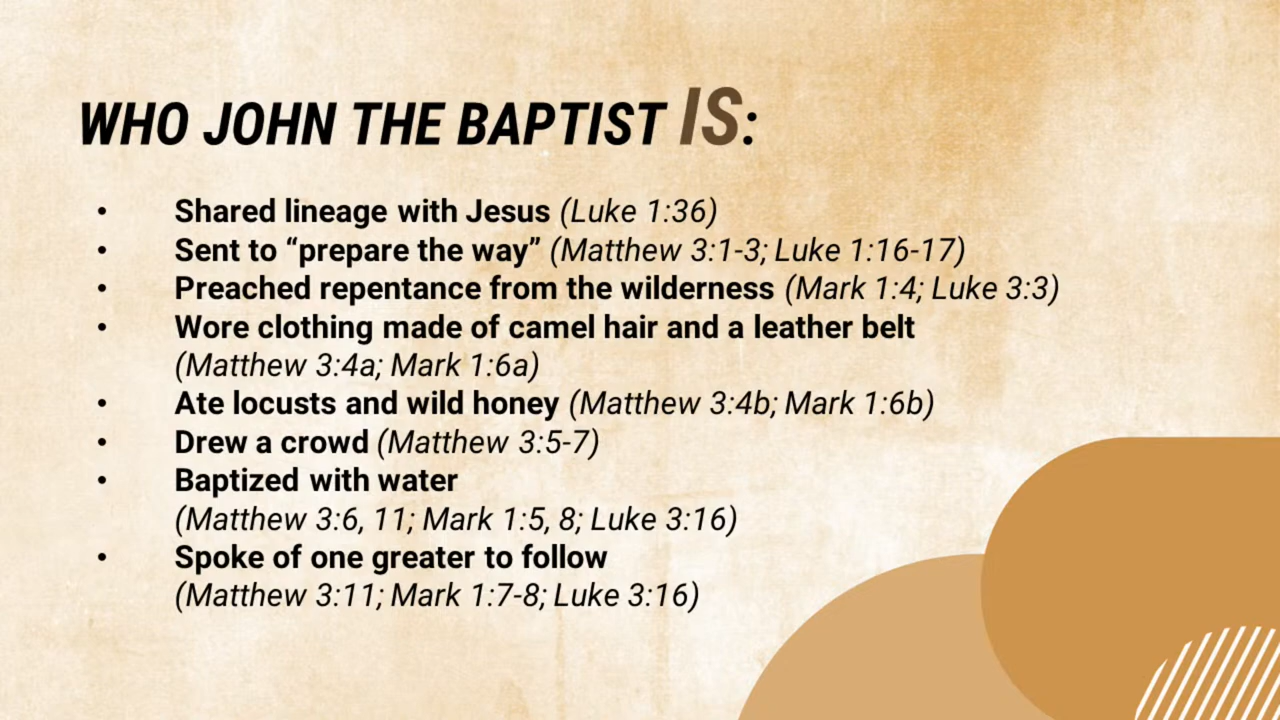 WHO JOHN THE BAPTIST IS:
• Shared lineage with Jesus (Luke 1:36)
• Sent to “prepare the way” (Matthew 3:1-3; Luke 1:16-17)
• Preached repentance from the wilderness (Mark 1:4; Luke 3:3)
• Wore clothing made of camel hair and a leather belt
(Matthew 3:4a; Mark 1:6a)
• Ate locusts and wild honey (Matthew 3:4b; Mark 1:6b)
• Drew a crowd (Matthew 3:5-7)
• Baptized with water
(Matthew 3:6, 11; Mark 1:5, 8; Luke 3:16)
• Spoke of one greater to follow
(Matthew 3:11; Mark 1:7-8; Luke 3:16)